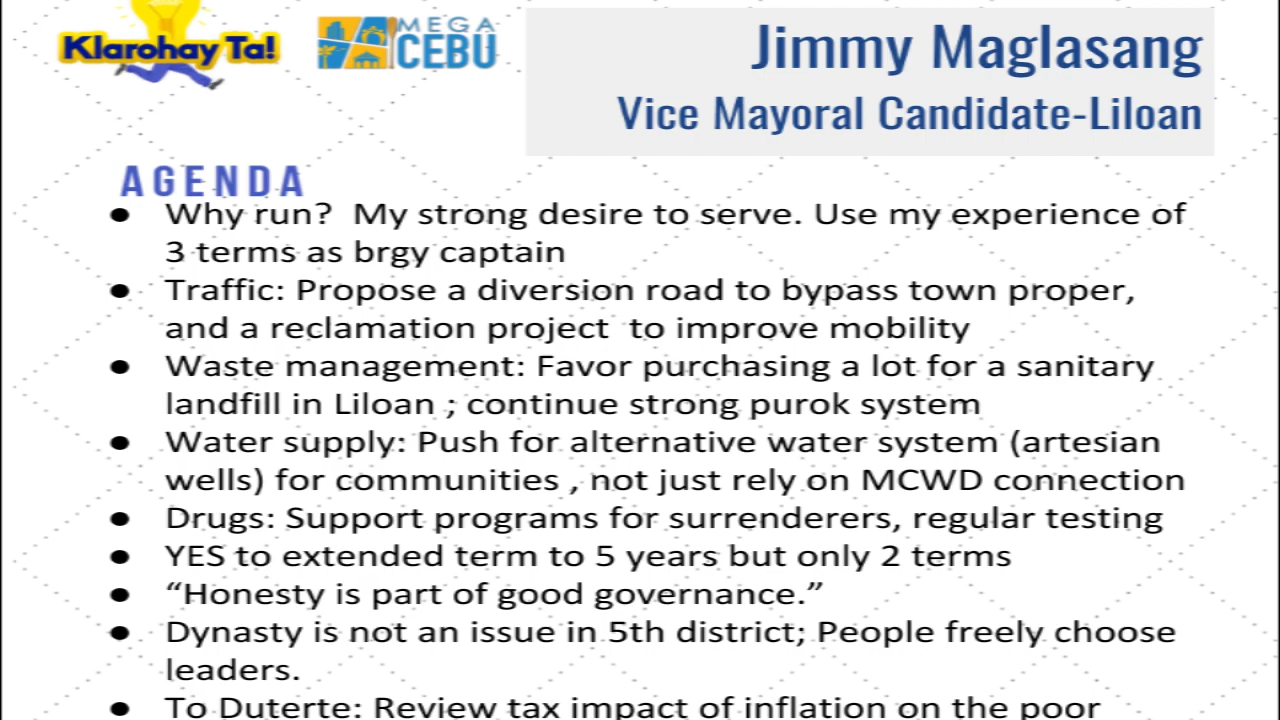 Klarohay Ta!
MEGA
CEBU
Jimmy Maglasang
Vice Mayoral Candidate-Liloan
AGENDA
● Why run? My strong desire to serve. Use my experience of
3 terms as brgy captain
● Traffic: Propose a diversion road to bypass town proper,
and a reclamation project to improve mobility
● Waste management: Favor purchasing a lot for a sanitary
landfill in Liloan ; continue strong purok system
● Water supply: Push for alternative water system (artesian
wells) for communities , not just rely on MCWD connection
● Drugs: Support programs for surrenderers, regular testing
● YES to extended term to 5 years but only 2 terms
● “Honesty is part of good governance.”
● Dynasty is not an issue in 5th district; People freely choose
leaders.
● To Duterte: Review tax impact of inflation on the poor